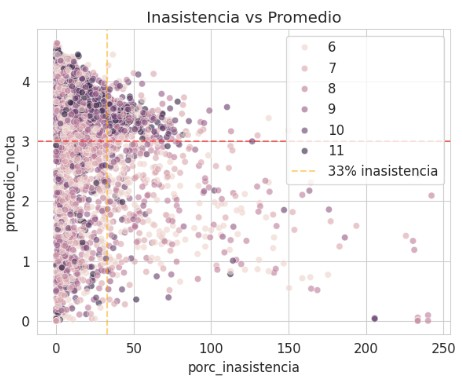 Inasistencia vs Promedio
6
7
8
9
10
11
33% inasistencia
promedio_nota
4
3
2
1
0
0 50 100 150 200 250
porc_inasistencia